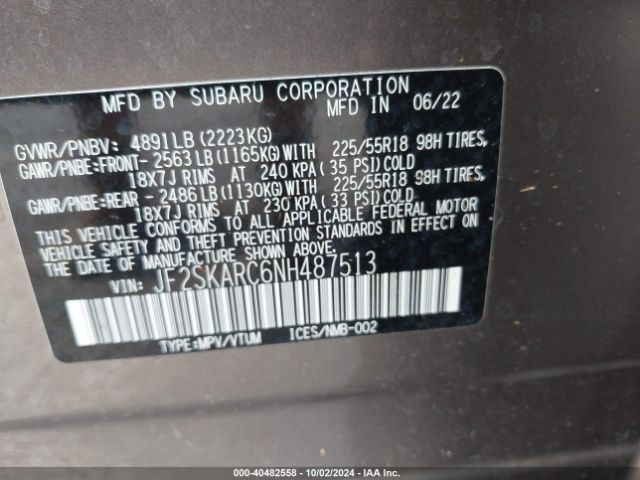 MFD BY SUBARU CORPORATION
MFD IN 06/22
GVWR/PNBV: 4891LB(2223KG)
GAWR/PNBE:FRONT- 2563LB(1165KG)WITH 225/55R18 98H TIRES,
18X7J RIMS AT 240 KPA(35 PSI)COLD
GAWR/PNBE:REAR - 2486LB(1130KG)WITH 225/55R18 98H TIRES,
18X7J RIMS AT 230 KPA(33 PSI)COLD
THIS VEHICLE CONFORMS TO ALL APPLICABLE FEDERAL MOTOR
VEHICLE SAFETY AND THEFT PREVENTION STANDARDS IN EFFECT ON
THE DATE OF MANUFACTURE SHOWN ABOVE.
VIN: JF2SKARC6NH487513
TYPE:MPV/VTUM ICES/NMB-002
000-40482558 - 10/02/2024 - IAA Inc.